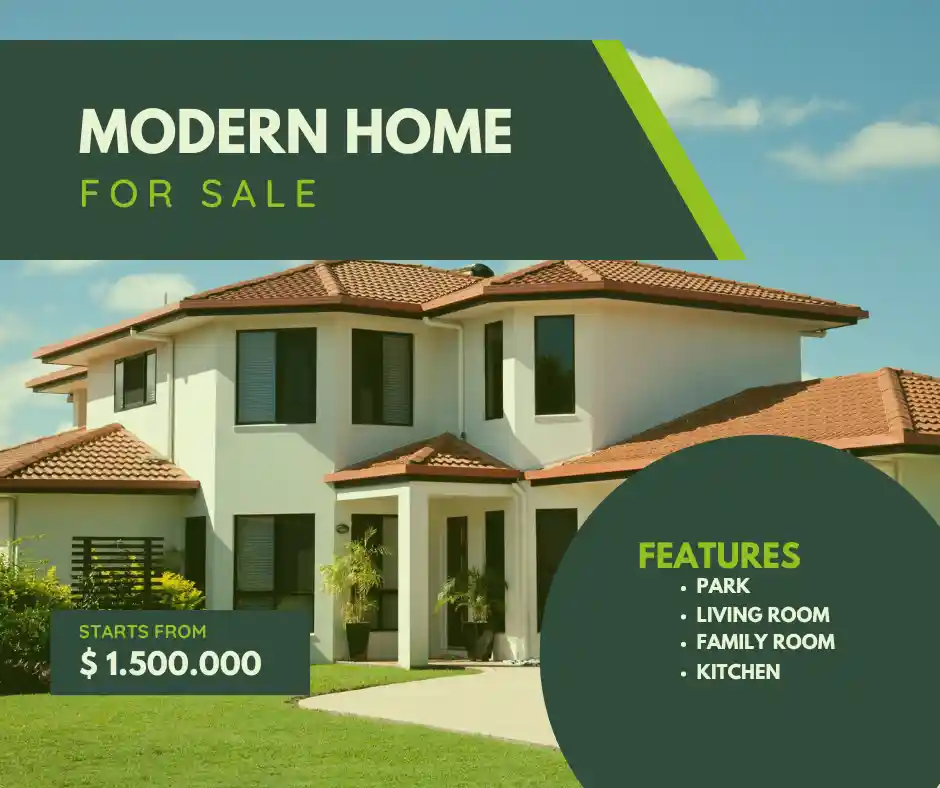 MODERN HOME
FOR SALE
STARTS FROM
$ 1.500.000
FEATURES
• PARK
• LIVING ROOM
• FAMILY ROOM
• KITCHEN